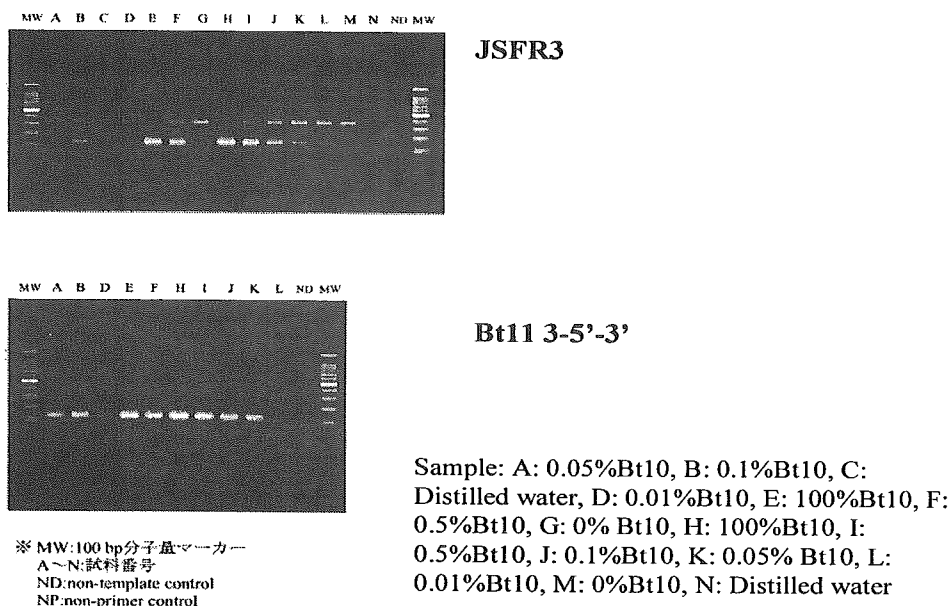 MW A B C D E F G H I J K L M N ND MW
JSFR3
MW A B D E F H I J K L ND MW
Bt11 3-5'-3'
※
Sample: A: 0.05%Bt10, B: 0.1%Bt10, C:
Distilled water, D: 0.01%Bt10, E: 100%Bt10, F:
0.5%Bt10, G: 0% Bt10, H: 100%Bt10, I:
0.5%Bt10, J: 0.1%Bt10, K: 0.05% Bt10, L:
0.01%Bt10, M: 0%Bt10, N: Distilled water
※ MW:100 bp分子量マーカー
A~N:試料番号
ND:non-template control
NP:non-primer control